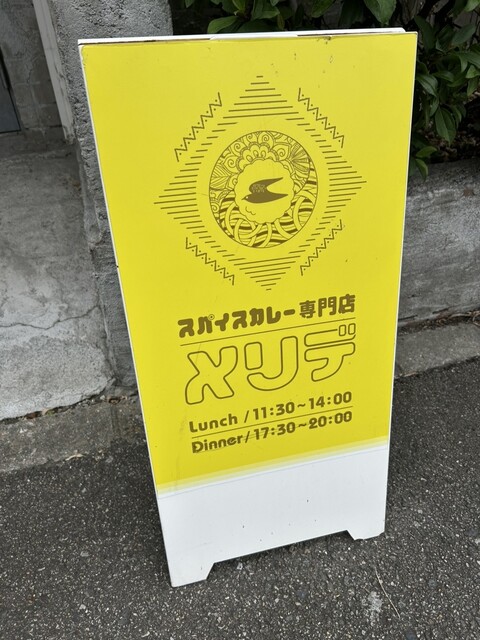 スパイスカレー専門店
メリデ
Lunch / 11:30~14:00
Dinner / 17:30~20:00